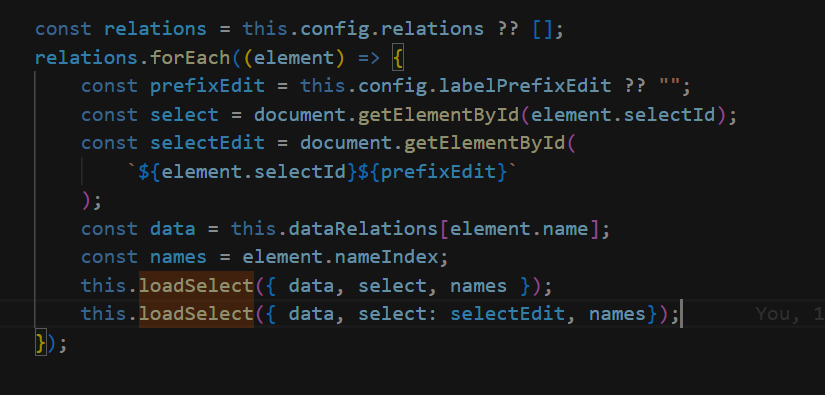 const relations = this.config.relations ?? [];
relations.forEach((element) => {
const prefixEdit = this.config.labelPrefixEdit ?? "";
const select = document.getElementById(element.selectId);
const selectEdit = document.getElementById(
`${element.selectId}${prefixEdit}`
);
const data = this.dataRelations[element.name];
const names = element.nameIndex;
this.loadSelect({ data, select, names });
this.loadSelect({ data, select: selectEdit, names}); You, 1
});